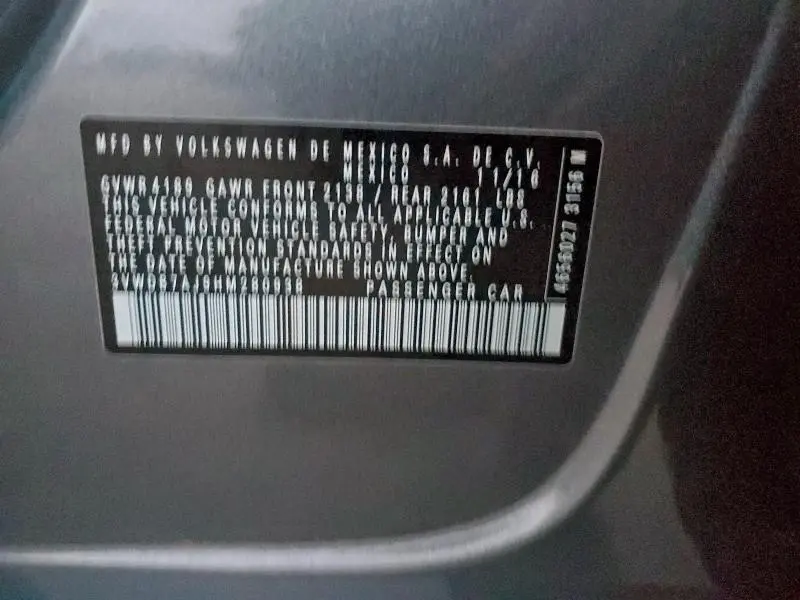 MFD BY VOLKSWAGEN DE MEXICO S.A. DE C.V.
MEXICO 11/16
GVWR 4180 GAWR FRONT 2138 / REAR 2161 LBS
THIS VEHICLE CONFORMS TO ALL APPLICABLE U.S.
FEDERAL MOTOR VEHICLE SAFETY, BUMPER AND
THEFT PREVENTION STANDARDS IN EFFECT ON
THE DATE OF MANUFACTURE SHOWN ABOVE.
PASSENGER CAR
3156 M